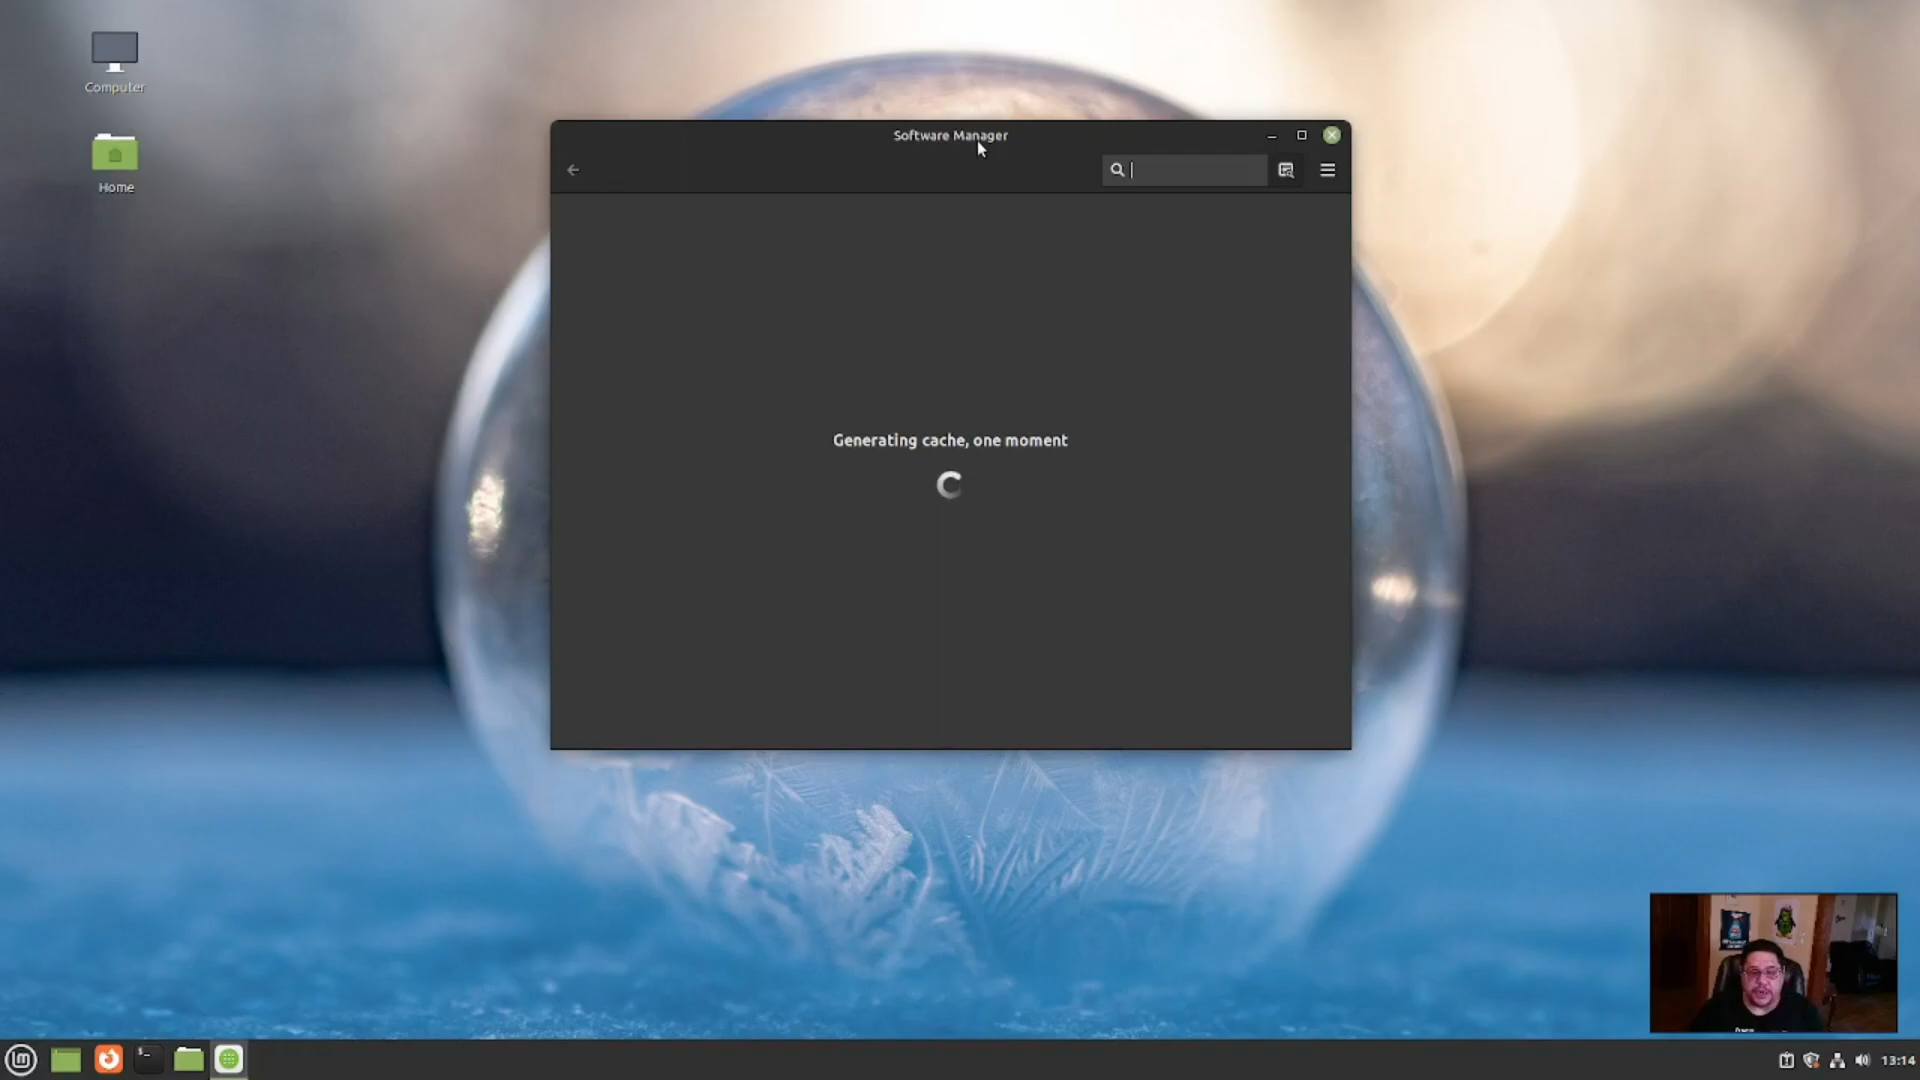 Computer
Home
Software Manager
Generating cache, one moment
13:14